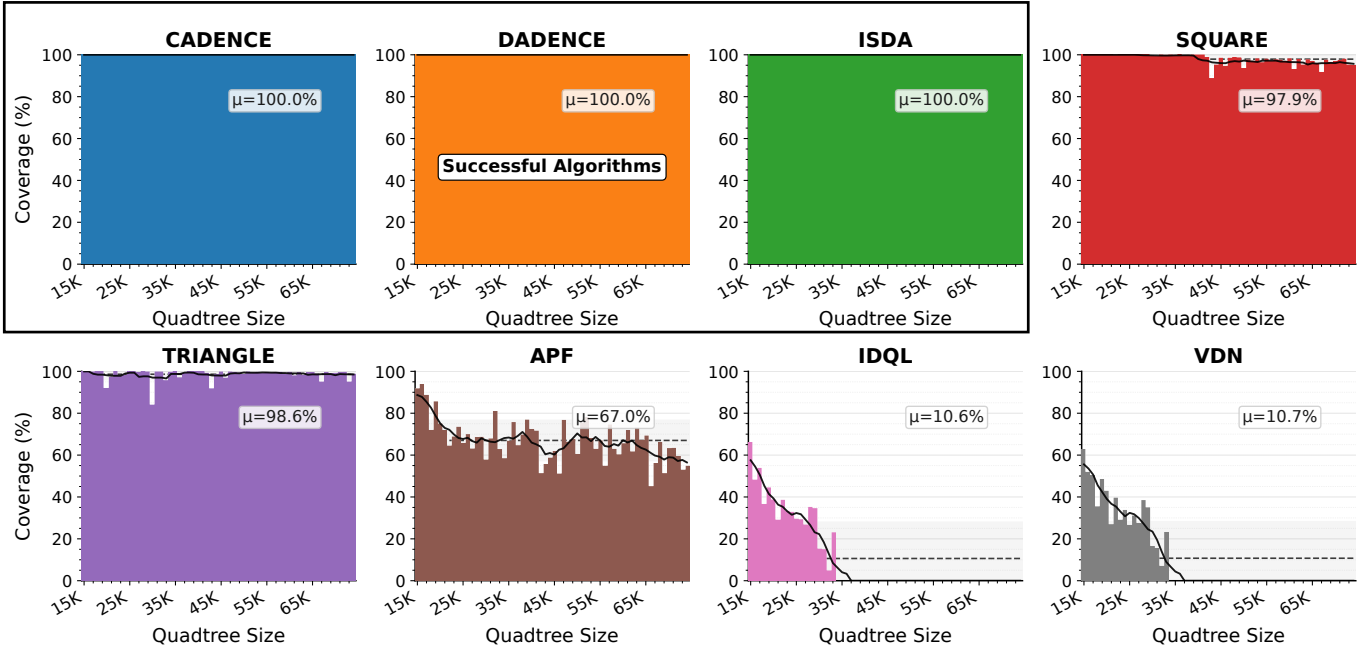 CADENCE
DADENCE
ISDA
SQUARE
Coverage (%)
100
80
60
40
20
0
μ=100.0%
15K
25K
35K
45K
55K
65K
Quadtree Size
100
80
60
40
20
0
μ=100.0%
Successful Algorithms
15K
25K
35K
45K
55K
65K
Quadtree Size
100
80
60
40
20
0
μ=100.0%
15K
25K
35K
45K
55K
65K
Quadtree Size
100
80
60
40
20
0
μ=97.9%
15K
25K
35K
45K
55K
65K
Quadtree Size
TRIANGLE
APF
IDQL
VDN
Coverage (%)
100
80
60
40
20
0
μ=98.6%
15K
25K
35K
45K
55K
65K
Quadtree Size
100
80
60
40
20
0
μ=67.0%
15K
25K
35K
45K
55K
65K
Quadtree Size
100
80
60
40
20
0
μ=10.6%
15K
25K
35K
45K
55K
65K
Quadtree Size
100
80
60
40
20
0
μ=10.7%
15K
25K
35K
45K
55K
65K
Quadtree Size